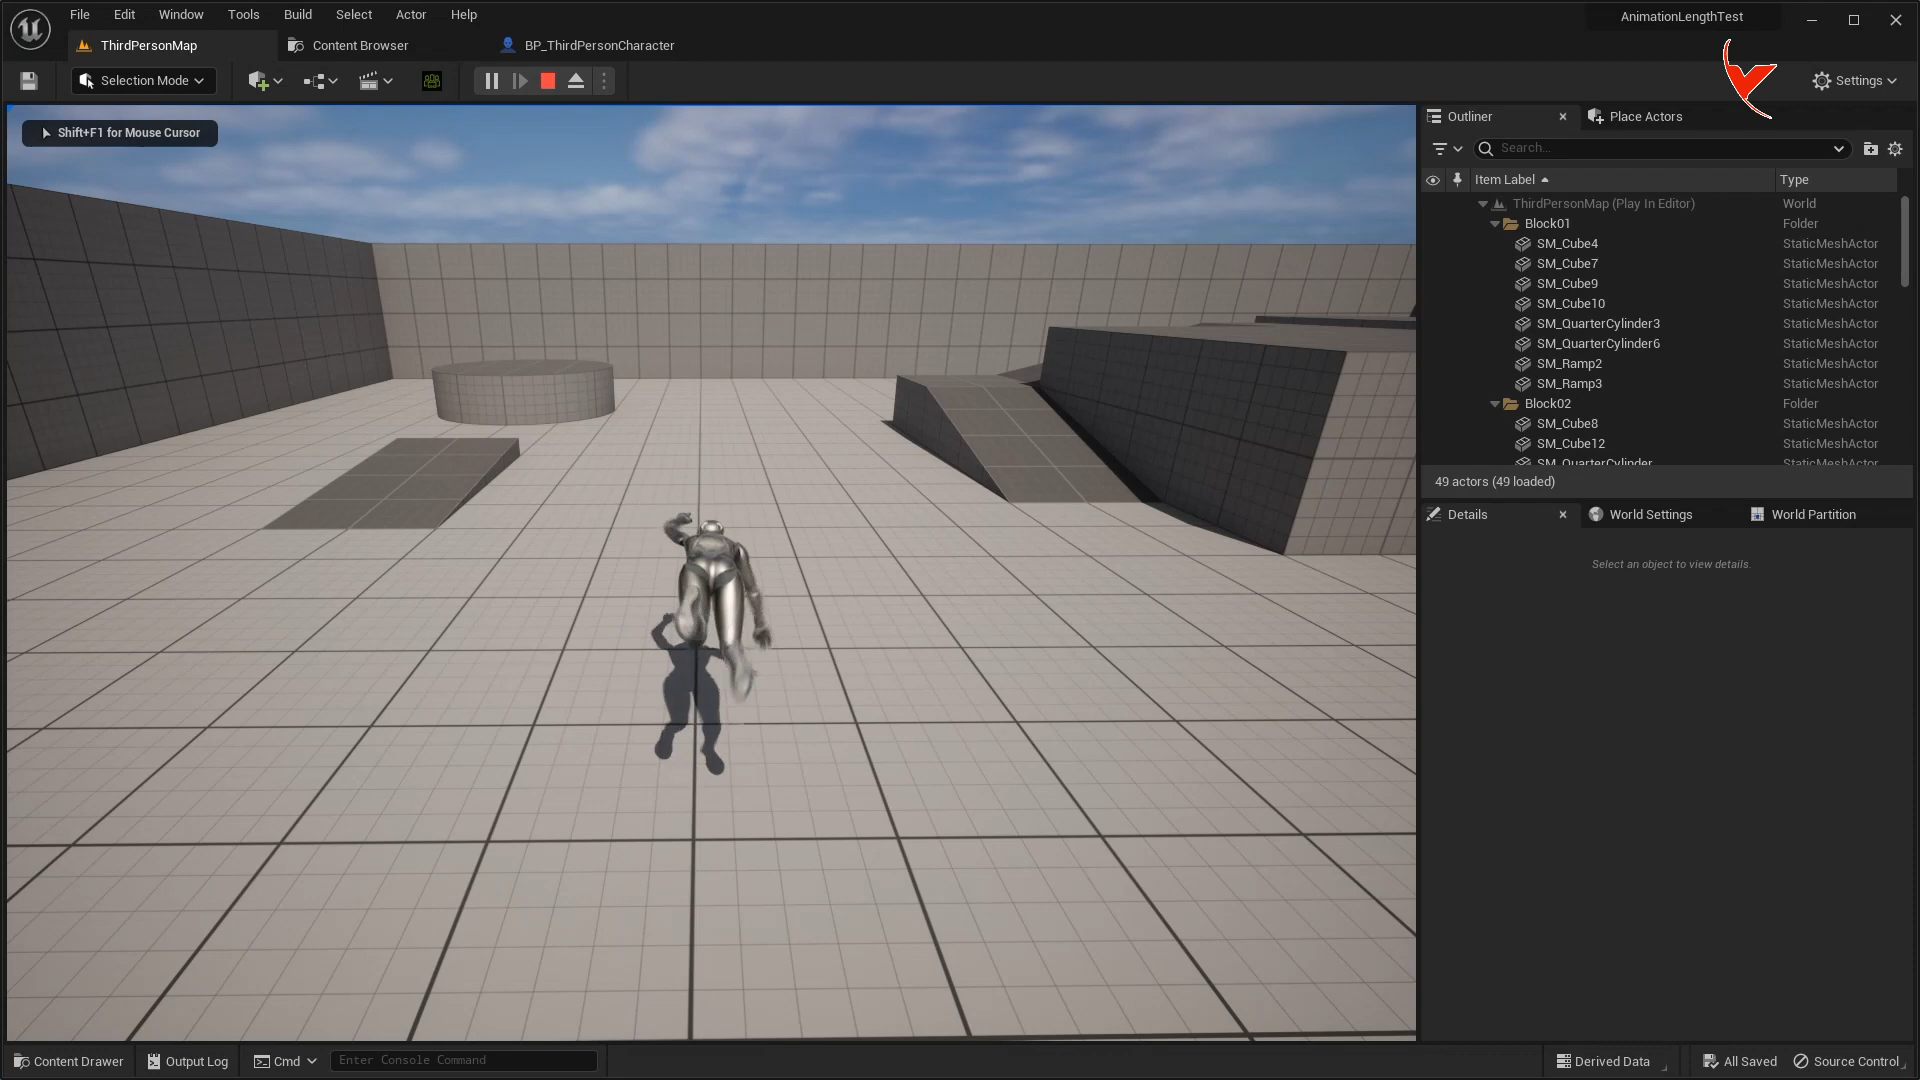 File Edit Window Tools Build Select Actor Help
AnimationLengthTest
ThirdPersonMap Content Browser BP_ThirdPersonCharacter
Selection Mode
Settings
Shift+F1 for Mouse Cursor
Outliner Place Actors
Search...
Item Label Type
ThirdPersonMap (Play In Editor) World
Block01 Folder
SM_Cube4 StaticMeshActor
SM_Cube7 StaticMeshActor
SM_Cube9 StaticMeshActor
SM_Cube10 StaticMeshActor
SM_QuarterCylinder3 StaticMeshActor
SM_QuarterCylinder6 StaticMeshActor
SM_Ramp2 StaticMeshActor
SM_Ramp3 StaticMeshActor
Block02 Folder
SM_Cube8 StaticMeshActor
SM_Cube12 StaticMeshActor
SM_QuarterCylinder StaticMeshActor
49 actors (49 loaded)
Details World Settings World Partition
Select an object to view details.
Content Drawer Output Log Cmd Enter Console Command Derived Data All Saved Source Control